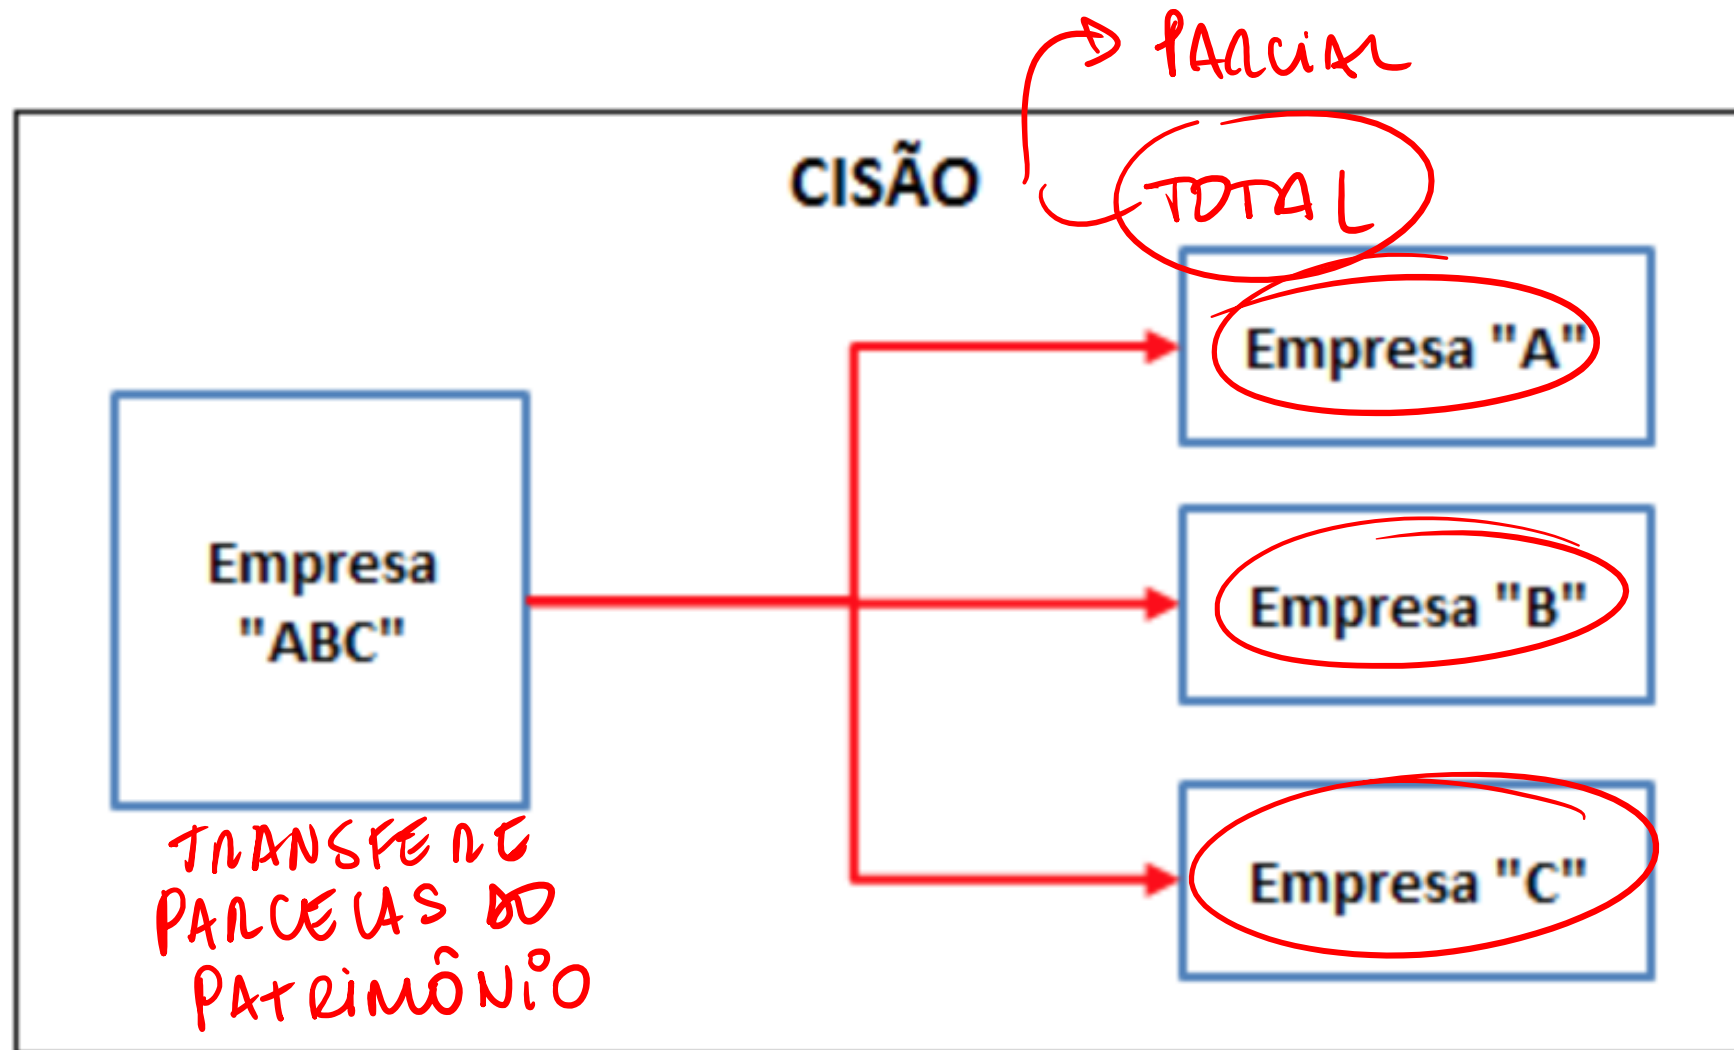 PARCIAL
CISÃO
TOTAL
Empresa "A"
Empresa
"ABC"
Empresa "B"
Empresa "C"
TRANSFERE
PARCELAS DO
PATRIMÔNIO